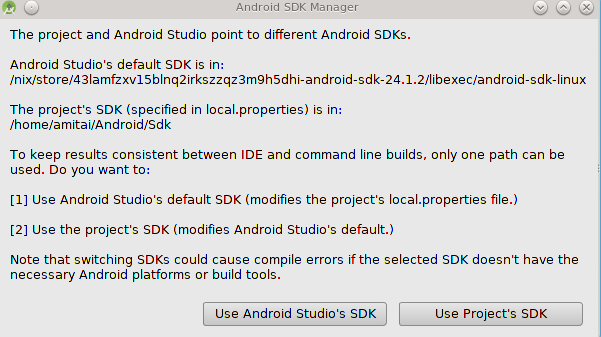 Android SDK Manager
The project and Android Studio point to different Android SDKs.
Android Studio's default SDK is in:
/nix/store/43lamfzxv15blnq2irkszzqz3m9h5dhi-android-sdk-24.1.2/libexec/android-sdk-linux
The project's SDK (specified in local.properties) is in:
/home/amitai/Android/Sdk
To keep results consistent between IDE and command line builds, only one path can be
used. Do you want to:
[1] Use Android Studio's default SDK (modifies the project's local.properties file.)
[2] Use the project's SDK (modifies Android Studio's default.)
Note that switching SDKs could cause compile errors if the selected SDK doesn't have the
necessary Android platforms or build tools.
Use Android Studio's SDK
Use Project's SDK